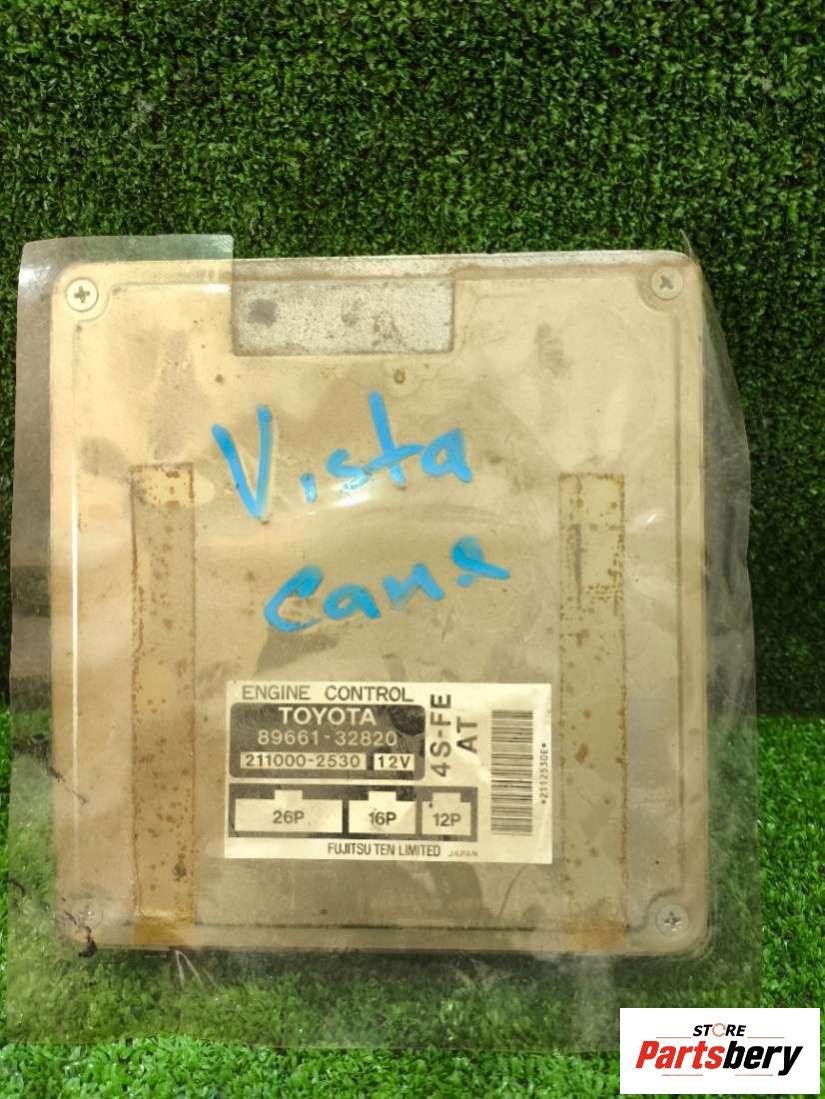 Vista
ENGINE CONTROL
TOYOTA
89661-32820
211000-2530 12V
4S-FE
AT
*2112530E*
26P 16P 12P
FUJITSU TEN LIMITED JAPAN
STORE
Partsbery